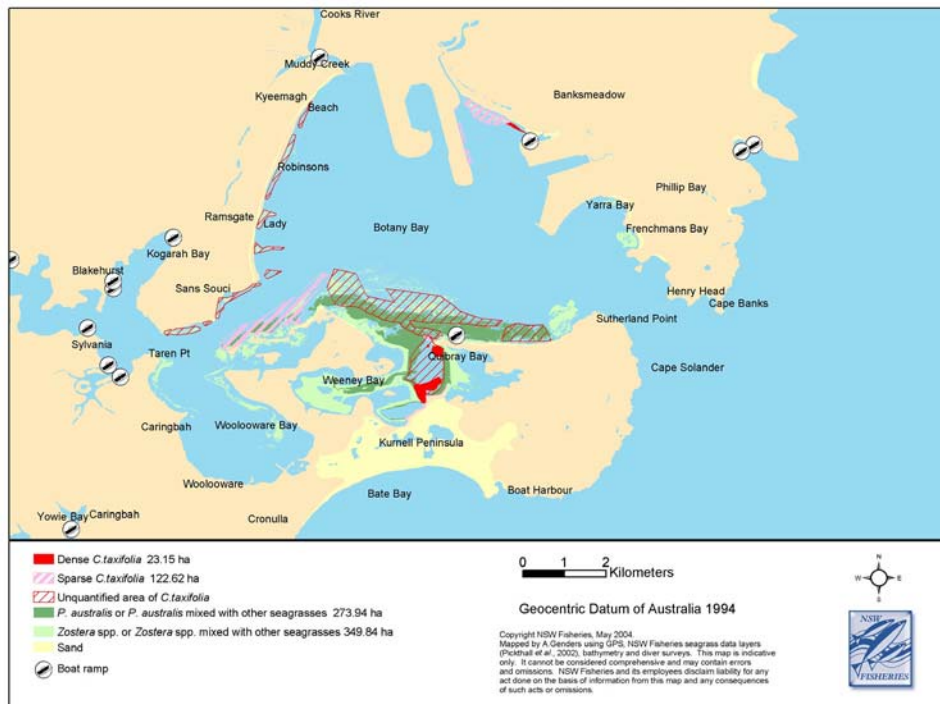 Cooks River
Muddy Creek
Kyeemagh
Beach
Banksmeadow
Robinsons
Phillip Bay
Yarra Bay
Ramsgate
Lady
Botany Bay
Frenchmans Bay
Kogarah Bay
Blakehurst
Sans Souci
Henry Head
Cape Banks
Sutherland Point
Sylvania
Taren Pt
Quibray Bay
Cape Solander
Weeney Bay
Caringbah
Woolooware Bay
Kurnell Peninsula
Woolooware
Bate Bay
Boat Harbour
Yowie Bay
Caringbah
Cronulla
Dense C.taxifolia 23.15 ha
Sparse C.taxifolia 122.62 ha
Unquantified area of C.taxifolia
P. australis or P. australis mixed with other seagrasses 273.94 ha
Zostera spp. or Zostera spp. mixed with other seagrasses 349.84 ha
Sand
Boat ramp
0 1 2
Kilometers
Geocentric Datum of Australia 1994
Copyright NSW Fisheries, May 2004.
Mapped by A.Genders using GPS, NSW Fisheries seagrass data layers
(Pickthall et al., 2002), bathymetry and diver surveys. This map is indicative
only. It cannot be considered comprehensive and may contain errors
and omissions. NSW Fisheries and its employees disclaim liability for any
act done on the basis of information from this map and any consequences
of such acts or omissions.
N
W E
S
NSW
FISHERIES